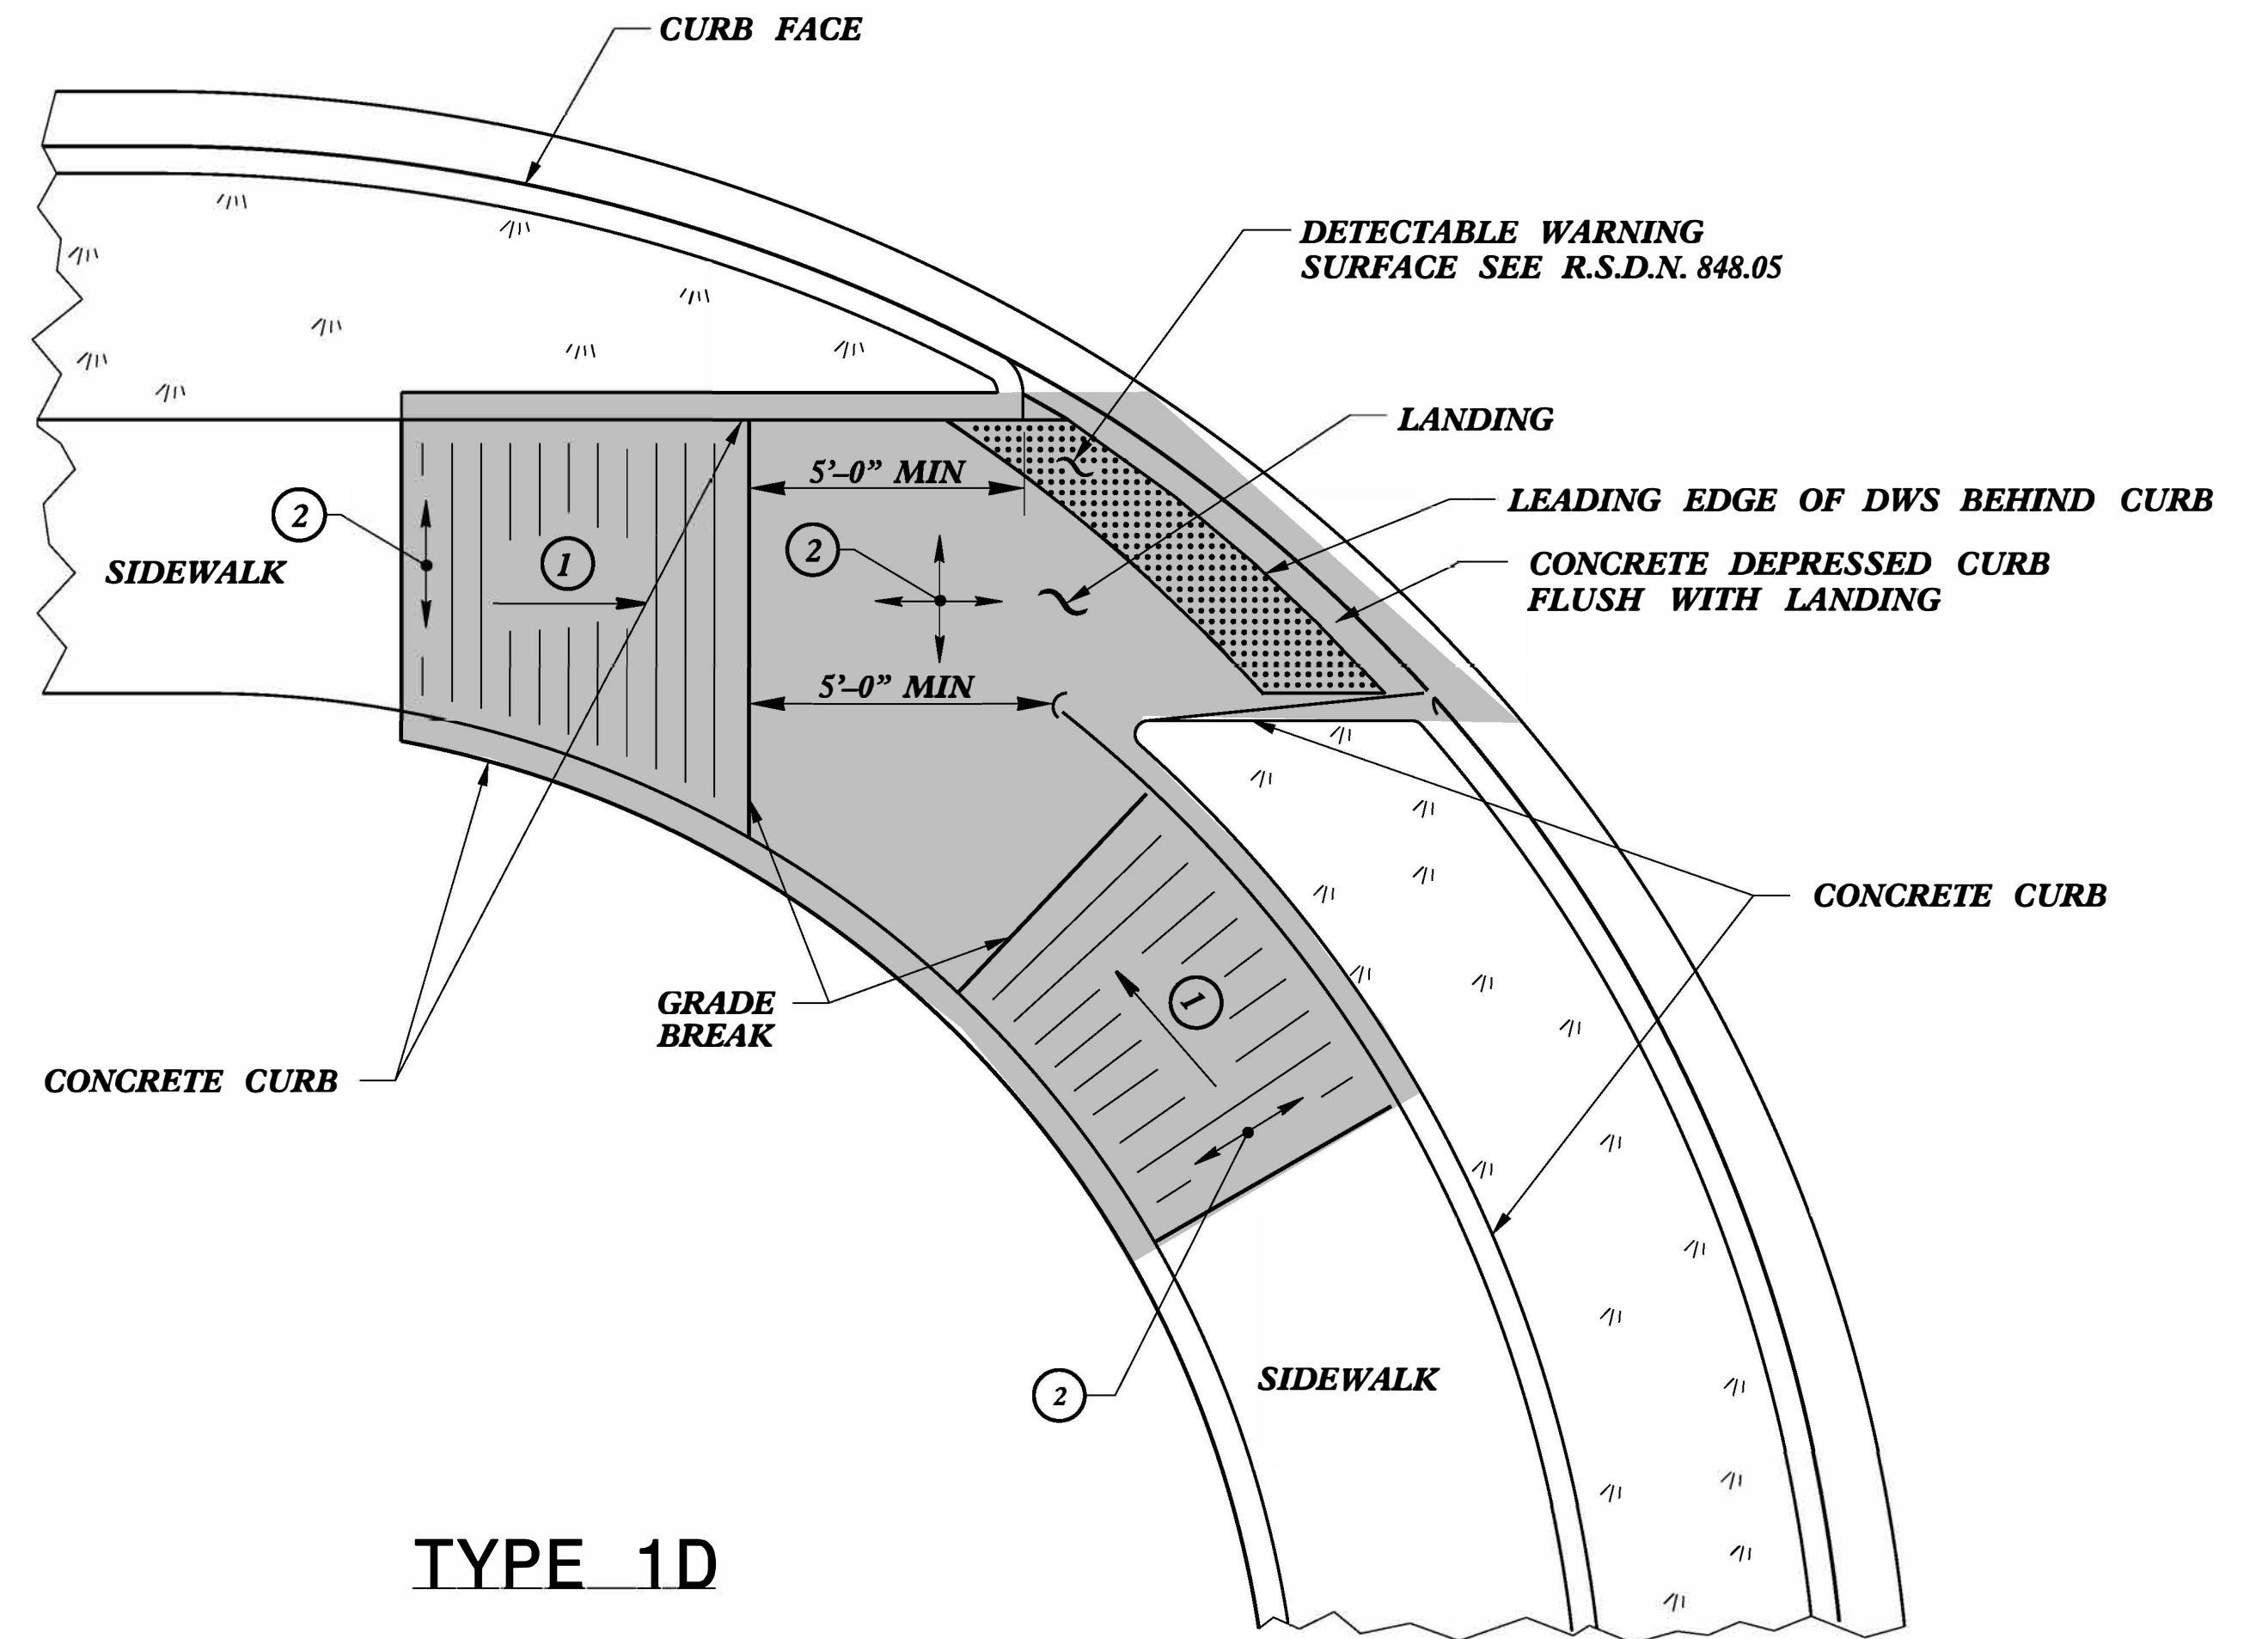 CURB FACE
DETECTABLE WARNING
SURFACE SEE R.S.D.N. 848.05
LANDING
5'–0” MIN
LEADING EDGE OF DWS BEHIND CURB
2
2
1
SIDEWALK
CONCRETE DEPRESSED CURB
FLUSH WITH LANDING
5'–0” MIN
CONCRETE CURB
GRADE
BREAK
1
CONCRETE CURB
2
SIDEWALK
TYPE 1D